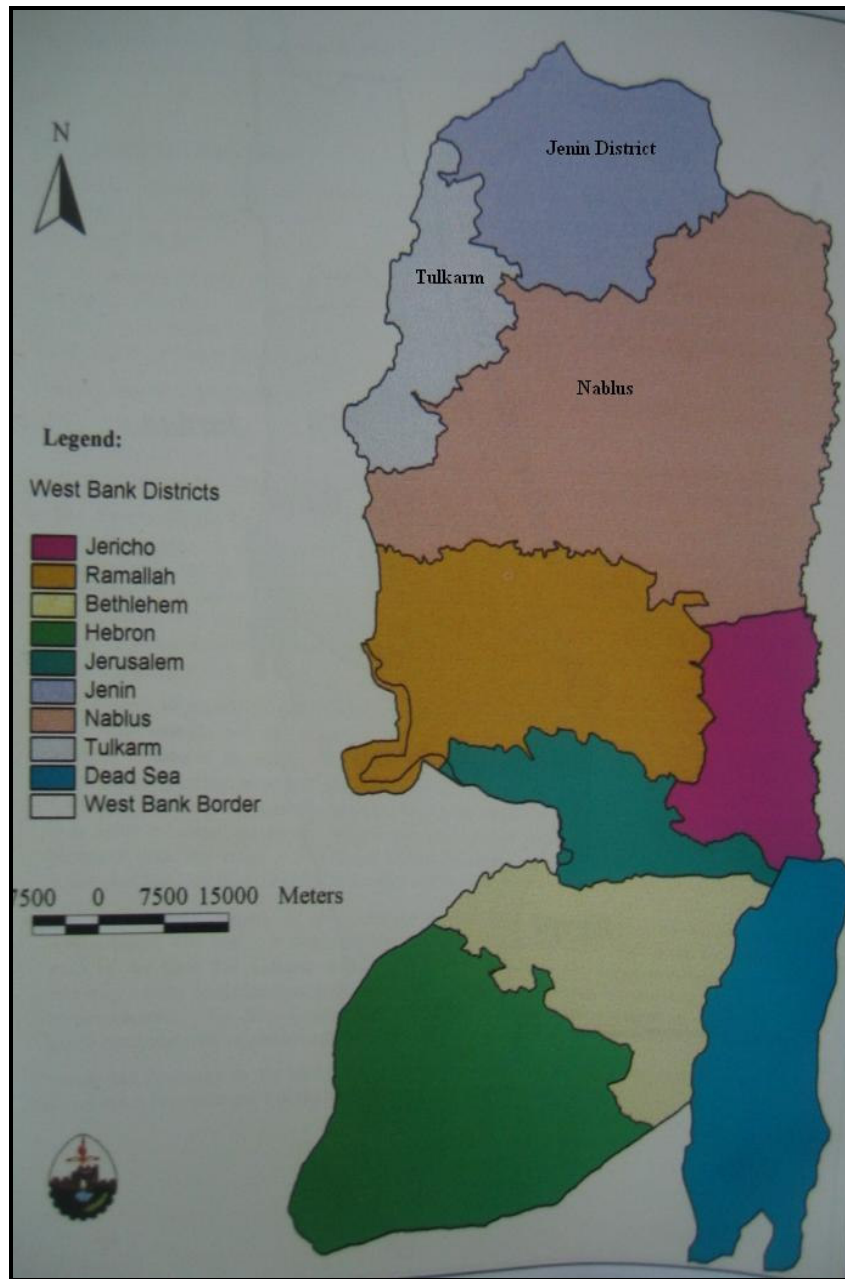 N
Jenin District
Tulkarm
Nablus
Legend:
West Bank Districts
Jericho
Ramallah
Bethlehem
Hebron
Jerusalem
Jenin
Nablus
Tulkarm
Dead Sea
West Bank Border
7500 0 7500 15000 Meters